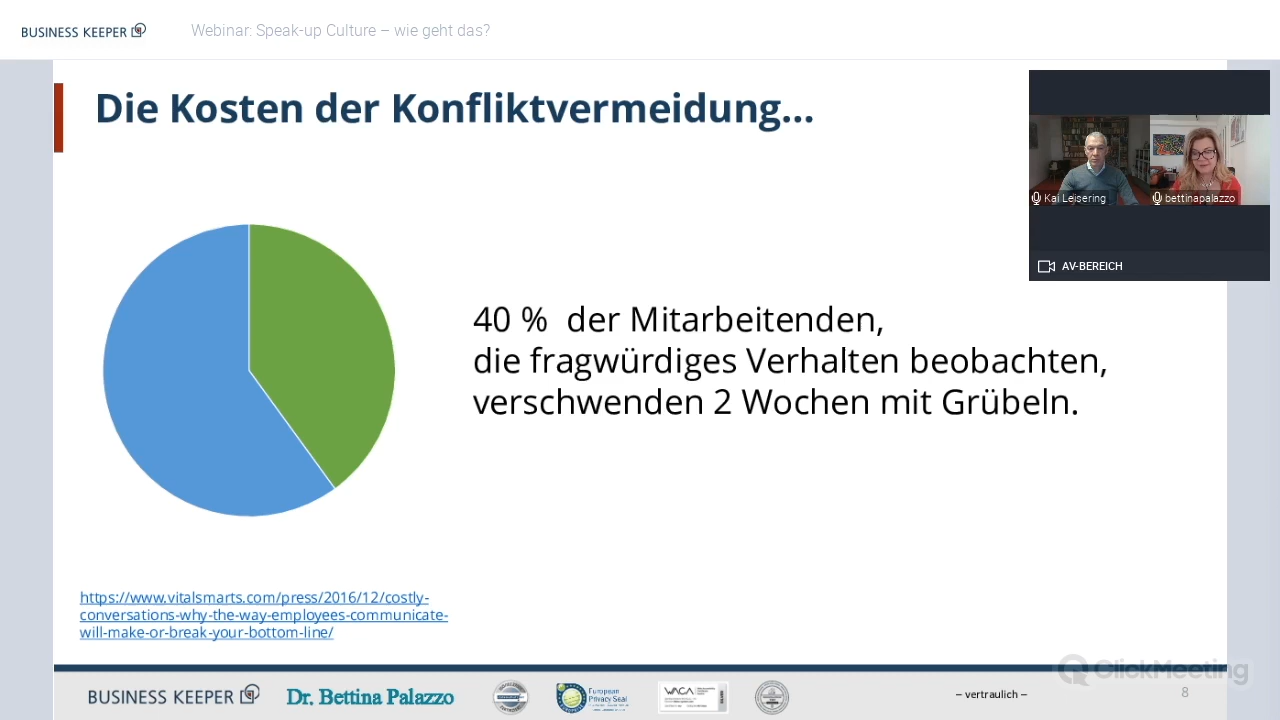 BUSINESS KEEPER
Webinar: Speak-up Culture – wie geht das?
Die Kosten der Konfliktvermeidung...
Kai Leisering
bettinapalazzo
AV-BEREICH
40 % der Mitarbeitenden,
die fragwürdiges Verhalten beobachten,
verschwenden 2 Wochen mit Grübeln.
https://www.vitalsmarts.com/press/2016/12/costly-
conversations-why-the-way-employees-communicate-
will-make-or-break-your-bottom-line/
ClickMeeting
BUSINESS KEEPER
Dr. Bettina Palazzo
European
Privacy Seal
WACA
– vertraulich –
8